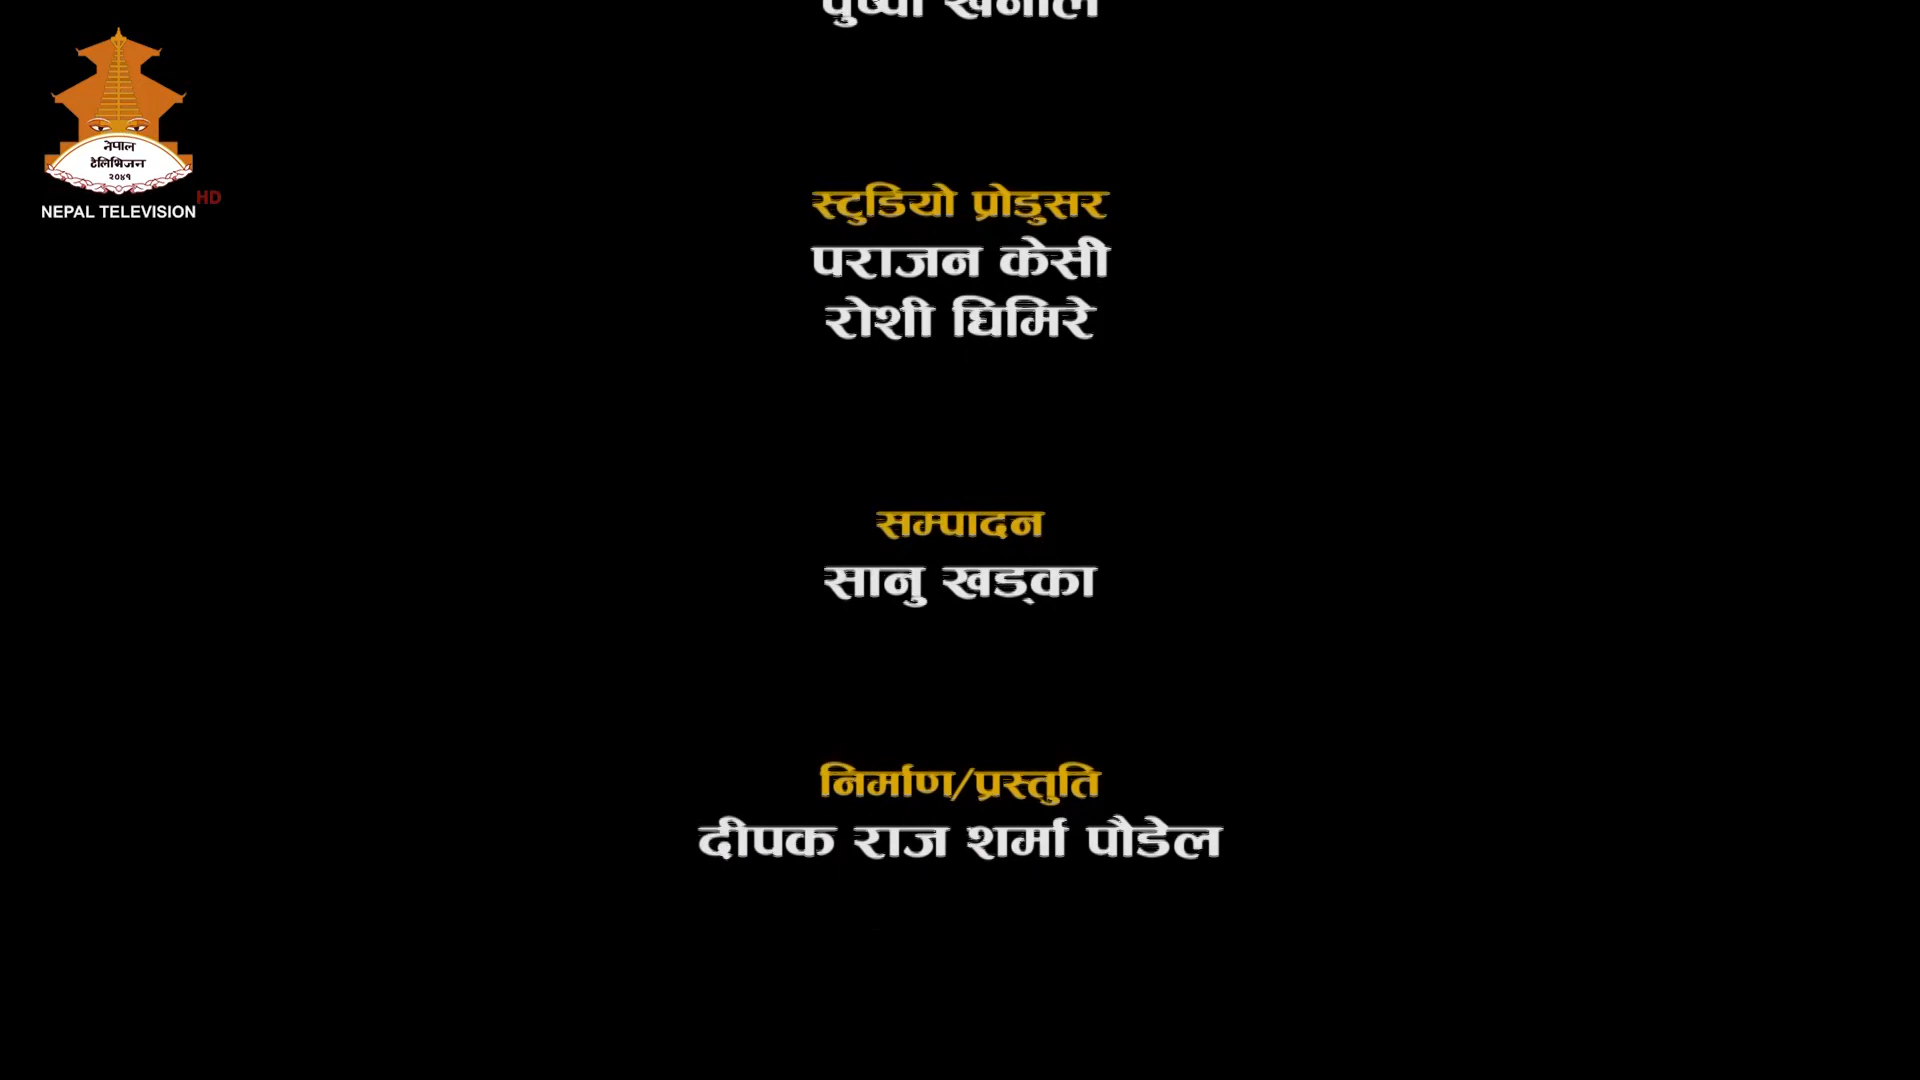 स्टुडियो प्रोडुसर
पराजन केसी
रोशी घिमिरे
सम्पादन
सानु खड्का
निर्माण/प्रस्तुति
दीपक राज शर्मा पौडेल
नेपाल
टेलिभिजन
२०४१
HD
NEPAL TELEVISION